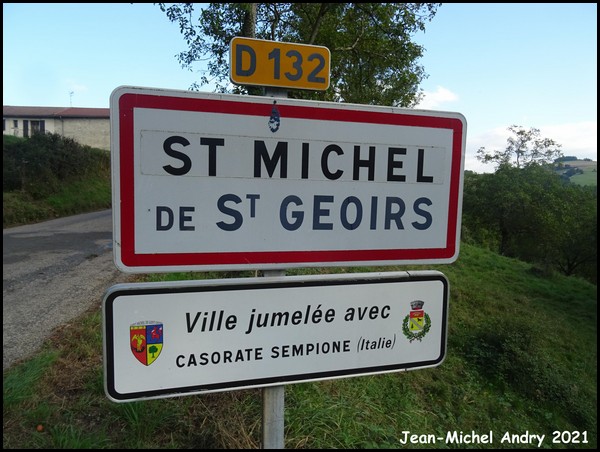 D 132
ST MICHEL
DE ST GEOIRS
Ville jumelée avec
CASORATE SEMPIONE (Italie)
Jean-Michel Andry 2021